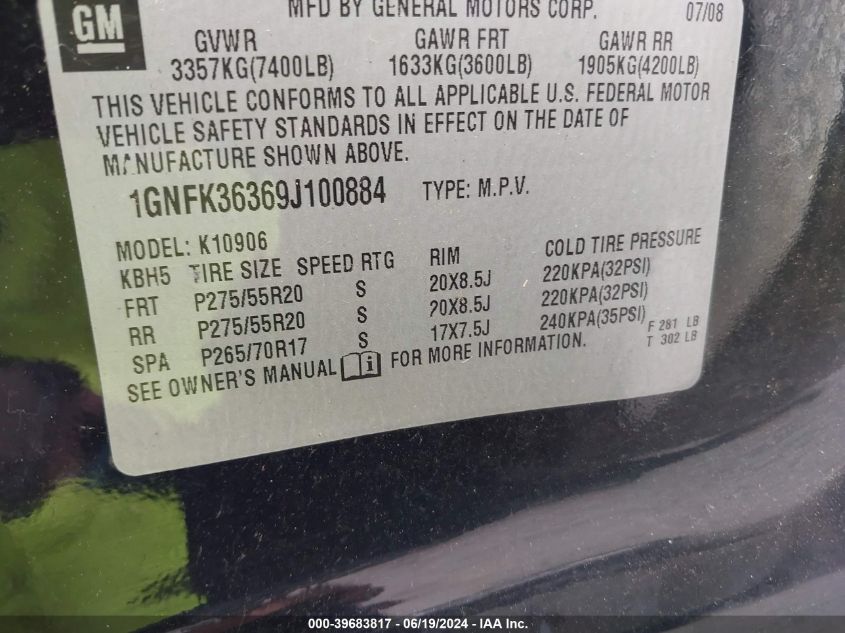 GM
MFD BY GENERAL MOTORS CORP. 07/08
GVWR GAWR FRT GAWR RR
3357KG(7400LB) 1633KG(3600LB) 1905KG(4200LB)
THIS VEHICLE CONFORMS TO ALL APPLICABLE U.S. FEDERAL MOTOR
VEHICLE SAFETY STANDARDS IN EFFECT ON THE DATE OF
MANUFACTURE SHOWN ABOVE.
1GNFK36369J100884 TYPE: M.P.V.
MODEL: K10906
KBH5 TIRE SIZE SPEED RTG RIM COLD TIRE PRESSURE
FRT P275/55R20 S 20X8.5J 220KPA(32PSI)
RR P275/55R20 S 20X8.5J 220KPA(32PSI)
SPA P265/70R17 S 17X7.5J 240KPA(35PSI) F 281 LB
T 302 LB
SEE OWNER'S MANUAL i FOR MORE INFORMATION.
000-39683817 - 06/19/2024 - IAAI.com